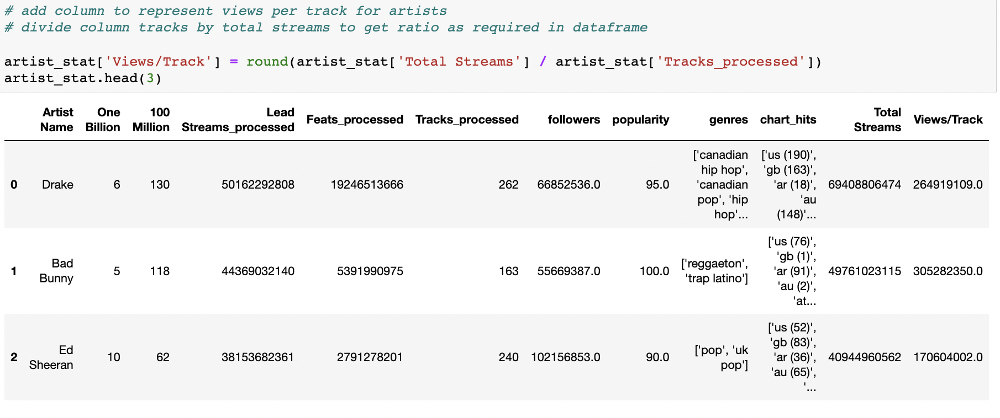 # add column to represent views per track for artists
# divide column tracks by total streams to get ratio as required in dataframe
artist_stat['Views/Track'] = round(artist_stat['Total Streams'] / artist_stat['Tracks_processed'])
artist_stat.head(3)
Artist Name One Billion 100 Million Lead Streams_processed Feats_processed Tracks_processed followers popularity genres chart_hits Total Streams Views/Track
0 Drake 6 130 50162292808 19246513666 262 66852536.0 95.0 ['canadian hip hop', 'canadian pop', 'hip hop'... ['us (190)', 'gb (163)', 'ar (18)', 'au (148)'... 69408806474 264919109.0
1 Bad Bunny 5 118 44369032140 5391990975 163 55669387.0 100.0 ['reggaeton', 'trap latino'] ['us (76)', 'gb (1)', 'ar (91)', 'au (2)', 'at... 49761023115 305282350.0
2 Ed Sheeran 10 62 38153682361 2791278201 240 102156853.0 90.0 ['pop', 'uk pop'] ['us (52)', 'gb (83)', 'ar (36)', 'au (65)', '... 40944960562 170604002.0